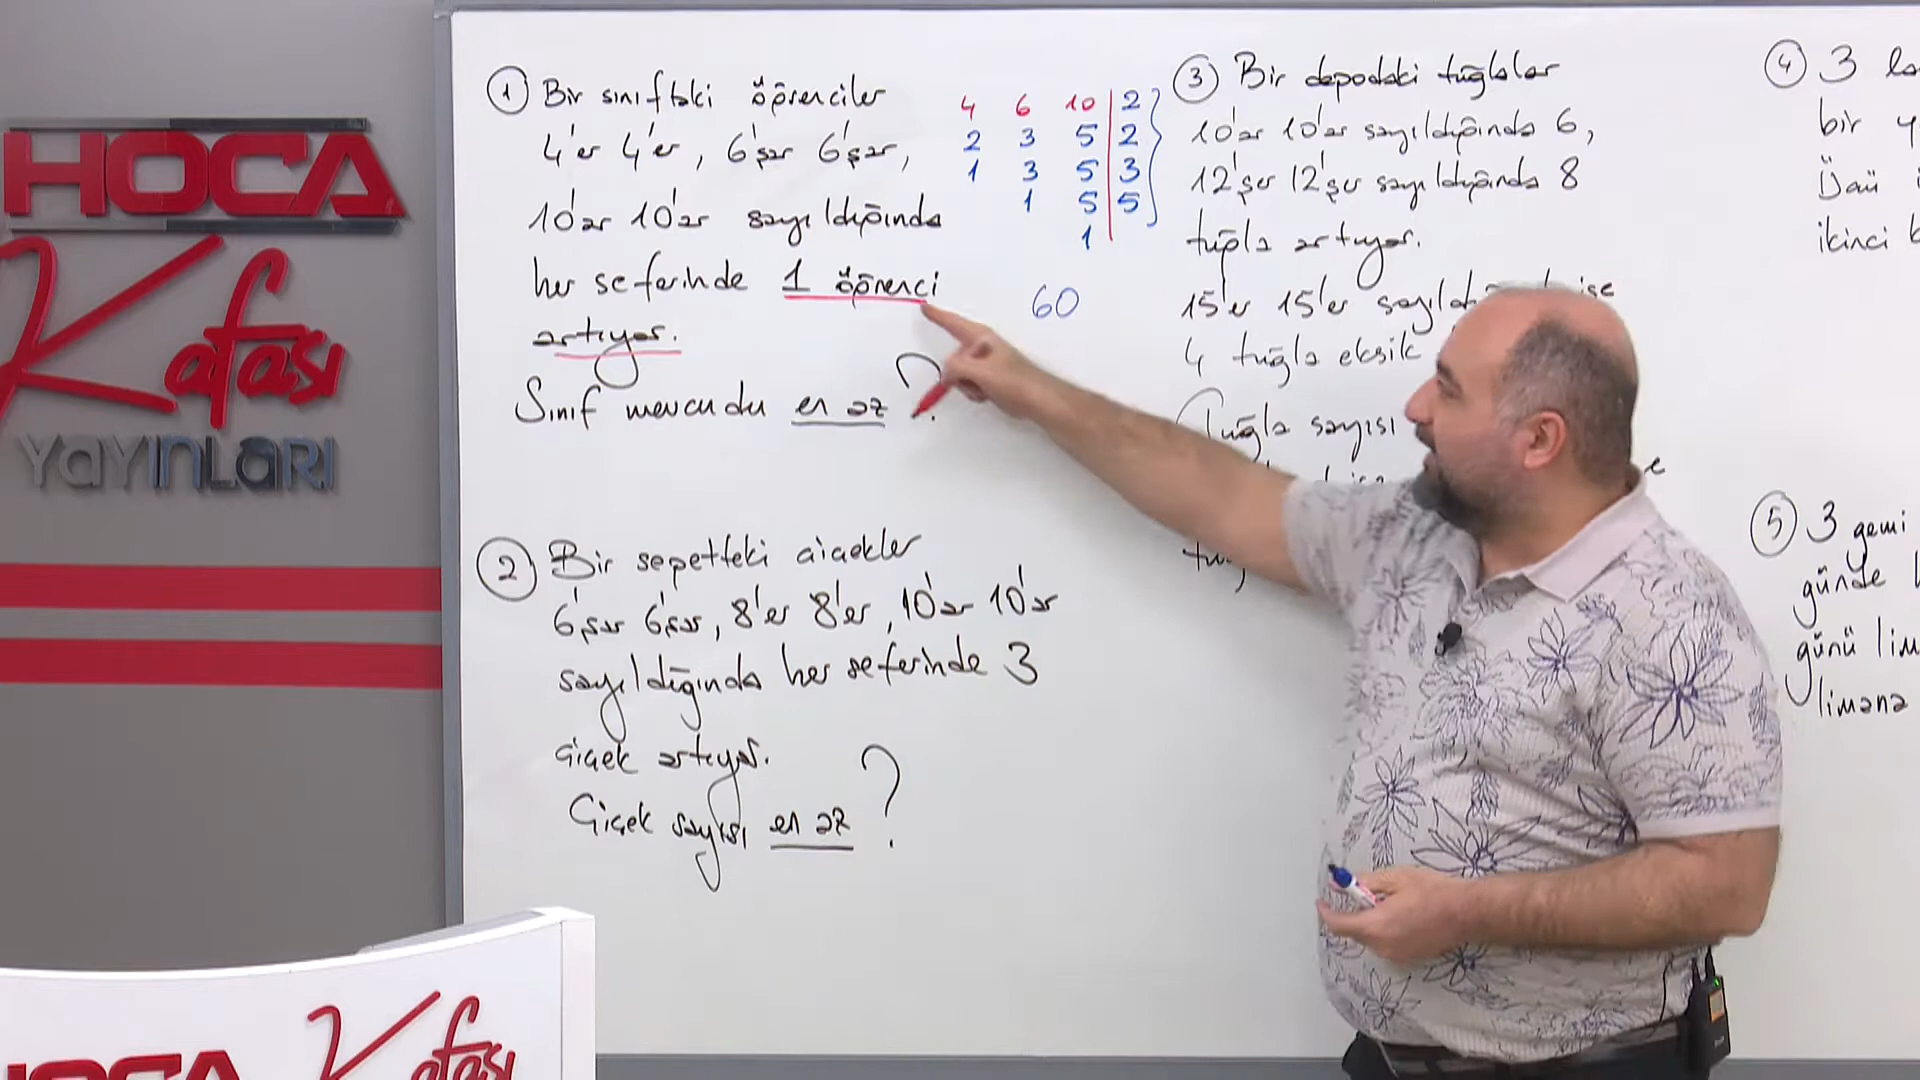 HOCA
Kafası
YAYINLARI
1 Bir sınıftaki öğrenciler
4'er 4'er, 6'şar 6'şar,
10'ar 10'ar sayıldığında
her seferinde 1 öğrenci
artıyor.
Sınıf mevcudu en az ?
4 6 10 2
2 3 5 2
1 3 5 3
1 5 5
1
60
2 Bir sepetteki çiçekler
6'şar 6'şar, 8'er 8'er, 10'ar 10'ar
sayıldığında her seferinde 3
çiçek artıyor.
Çiçek sayısı en az ?
3 Bir depodaki tuğlalar
10'ar 10'ar sayıldığında 6,
12'şer 12'şer sayıldığında 8
tuğla artıyor.
15'er 15'er ise
4 tuğla eksik
Tuğla sayısı
4 3
bir
ikinci
5 3 gemi
günde
günü
limana
HOCA
Kafası